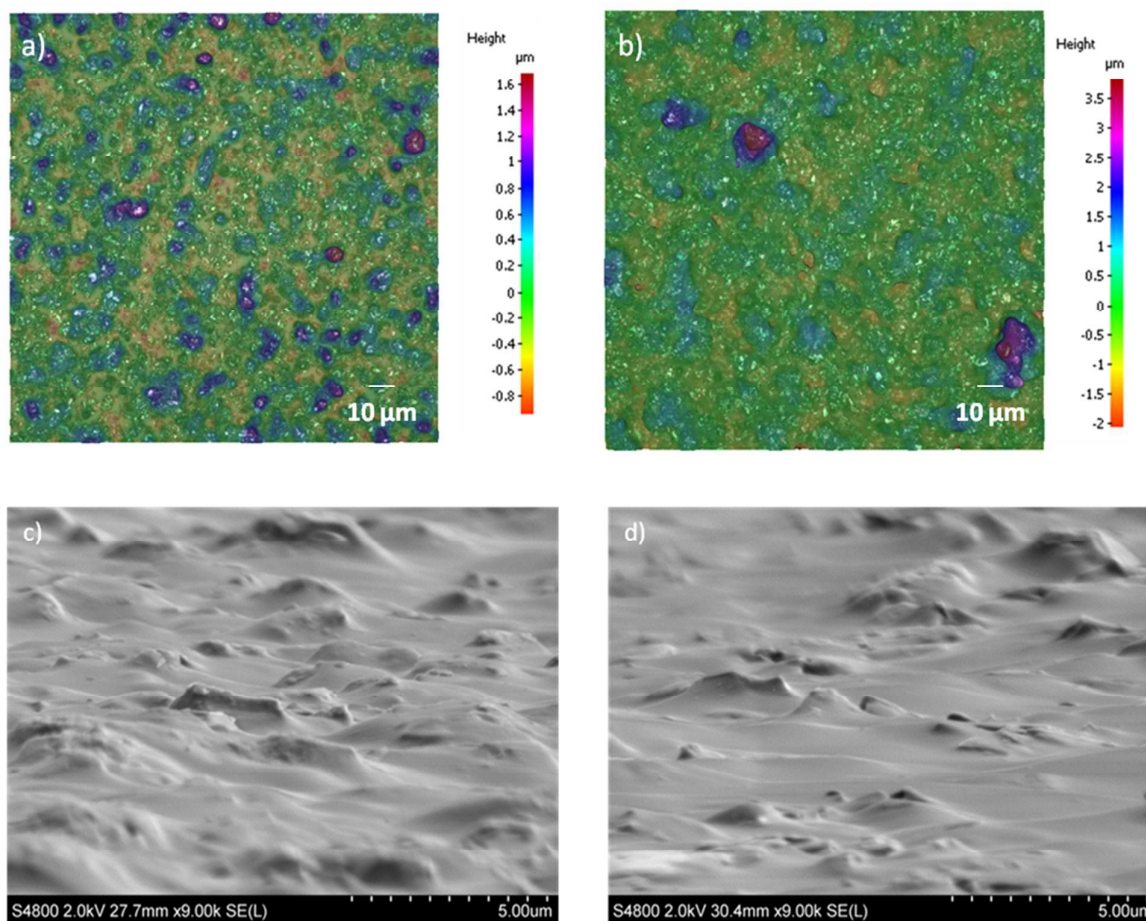 a)
Height
µm
1.6
1.4
1.2
1
0.8
0.6
0.4
0.2
0
-0.2
-0.4
-0.6
-0.8
10 µm
b)
Height
µm
3.5
3
2.5
2
1.5
1
0.5
0
-0.5
-1
-1.5
-2
10 µm
c)
S4800 2.0kV 27.7mm x9.00k SE(L)
5.00um
d)
S4800 2.0kV 30.4mm x9.00k SE(L)
5.00um